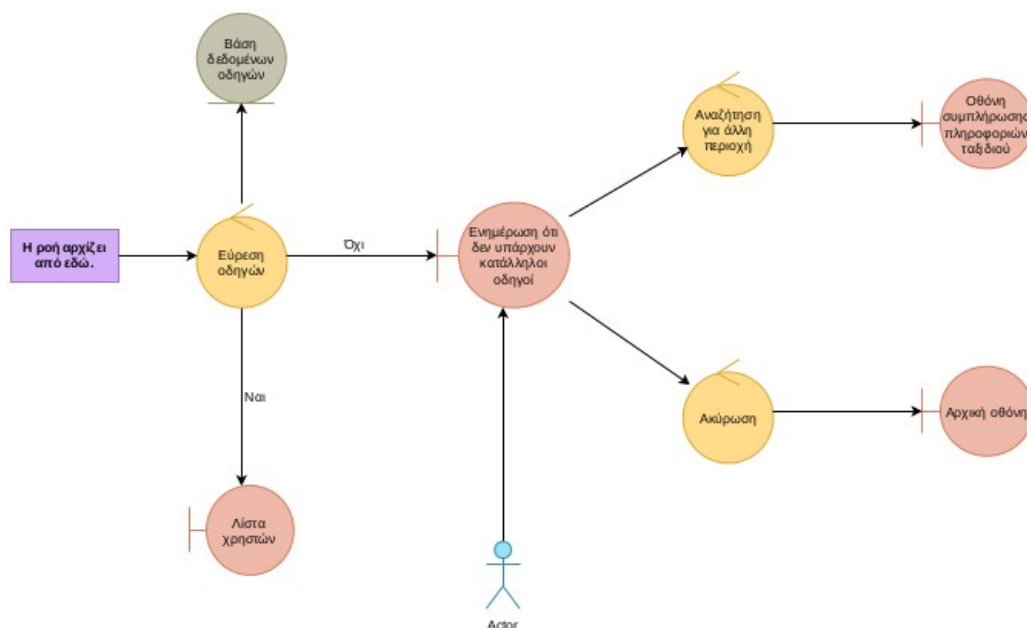 Βάση
δεδομένων
οδηγών
Η ροή αρχίζει
από εδώ.
Εύρεση
οδηγών
Όχι
Ενημέρωση ότι
δεν υπάρχουν
κατάλληλοι
οδηγοί
Αναζήτηση
για άλλη
περιοχή
Οθόνη
συμπλήρωσης
πληροφοριών
ταξιδιού
Ναι
Ακύρωση
Αρχική οθόνη
Λίστα
χρηστών
Actor